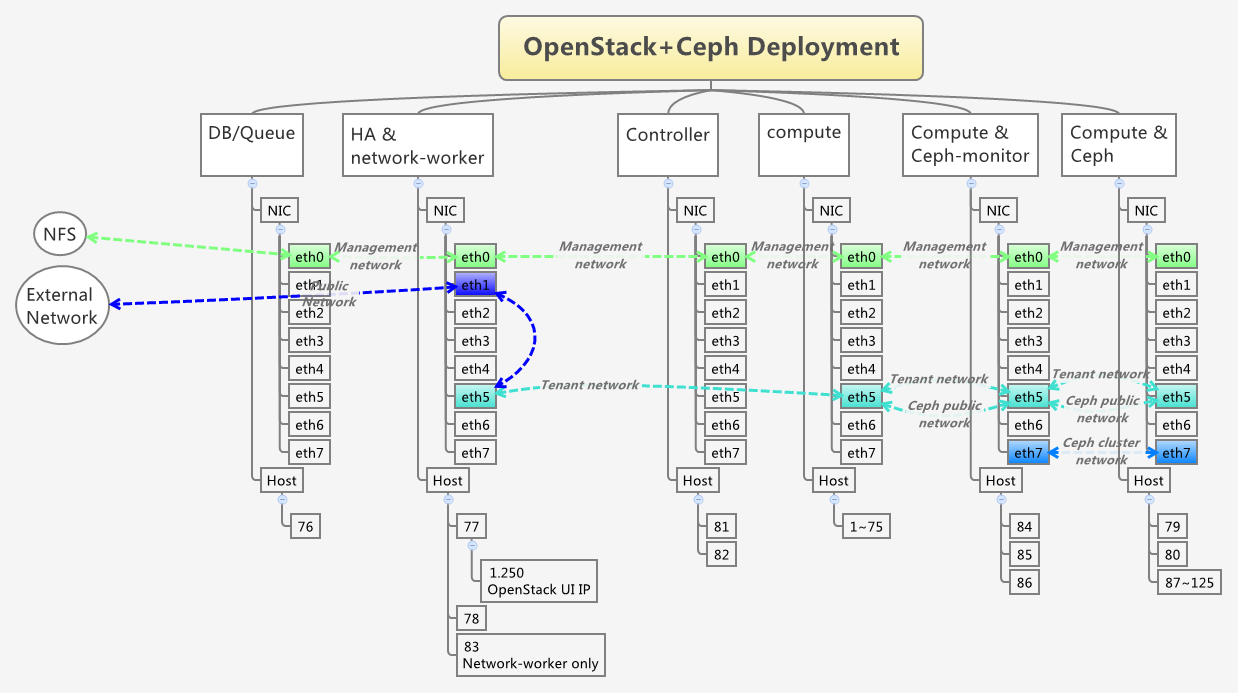 OpenStack+Ceph Deployment
DB/Queue
HA &
network-worker
Controller
compute
Compute &
Ceph-monitor
Compute &
Ceph
NIC
NIC
NIC
NIC
NIC
NIC
NFS
External
Network
eth0
eth1
eth2
eth3
eth4
eth5
eth6
eth7
Host
76
Management
network
Public
Network
eth0
eth1
eth2
eth3
eth4
eth5
eth6
eth7
Host
77
1.250
OpenStack UI IP
78
83
Network-worker only
Management
network
Tenant network
eth0
eth1
eth2
eth3
eth4
eth5
eth6
eth7
Host
81
82
Management
network
eth0
eth1
eth2
eth3
eth4
eth5
eth6
eth7
Host
1~75
Management
network
Tenant network
Ceph public
network
eth0
eth1
eth2
eth3
eth4
eth5
eth6
eth7
Host
84
85
86
Management
network
Tenant network
Ceph public
network
Ceph cluster
network
eth0
eth1
eth2
eth3
eth4
eth5
eth6
eth7
Host
79
80
87~125